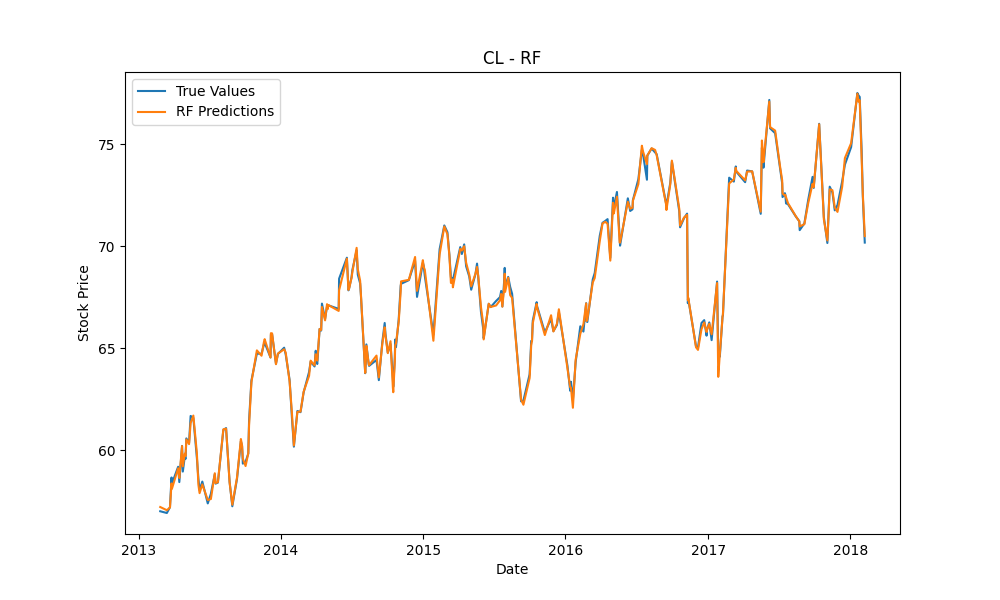 CL - RF
True Values
RF Predictions
Stock Price
75
70
65
60
2013
2014
2015
2016
2017
2018
Date